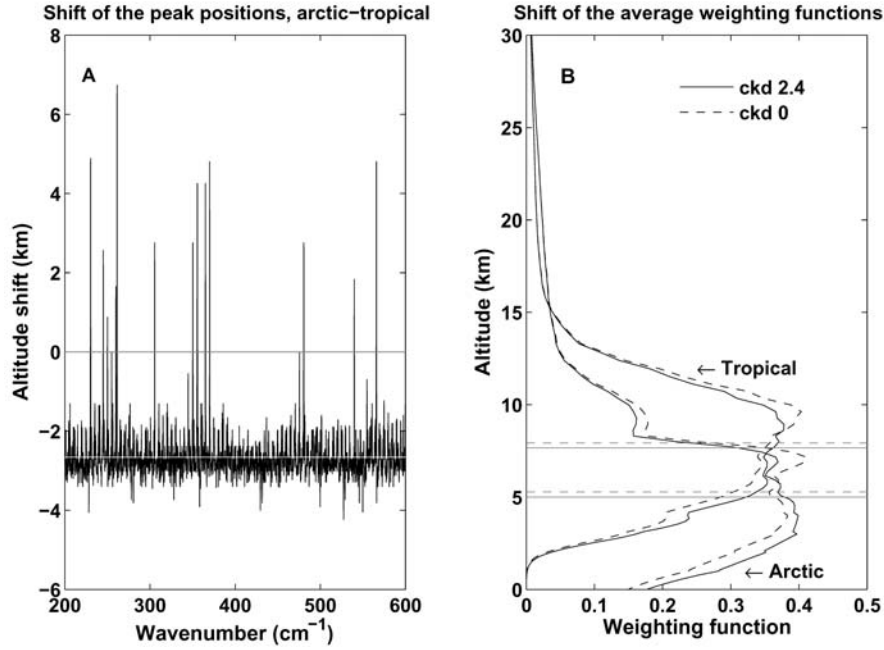 Shift of the peak positions, arctic−tropical
A
8
6
4
2
0
−2
−4
−6
Altitude shift (km)
200
300
400
500
600
Wavenumber (cm−1)
Shift of the average weighting functions
B
ckd 2.4
ckd 0
30
25
20
15
10
5
0
Altitude (km)
← Tropical
← Arctic
0
0.1
0.2
0.3
0.4
0.5
Weighting function